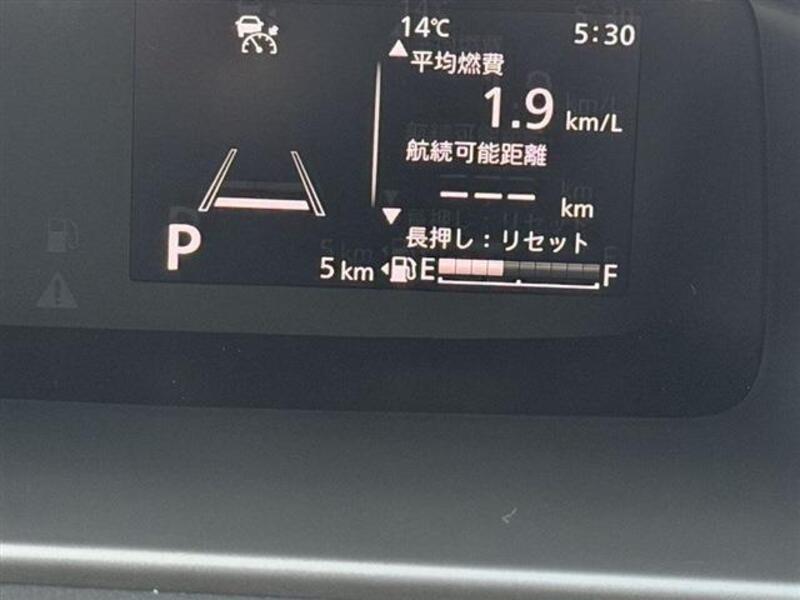 14℃ 5:30
平均燃費
1.9 km/L
航続可能距離
--- km
長押し:リセット
P
5 km E F